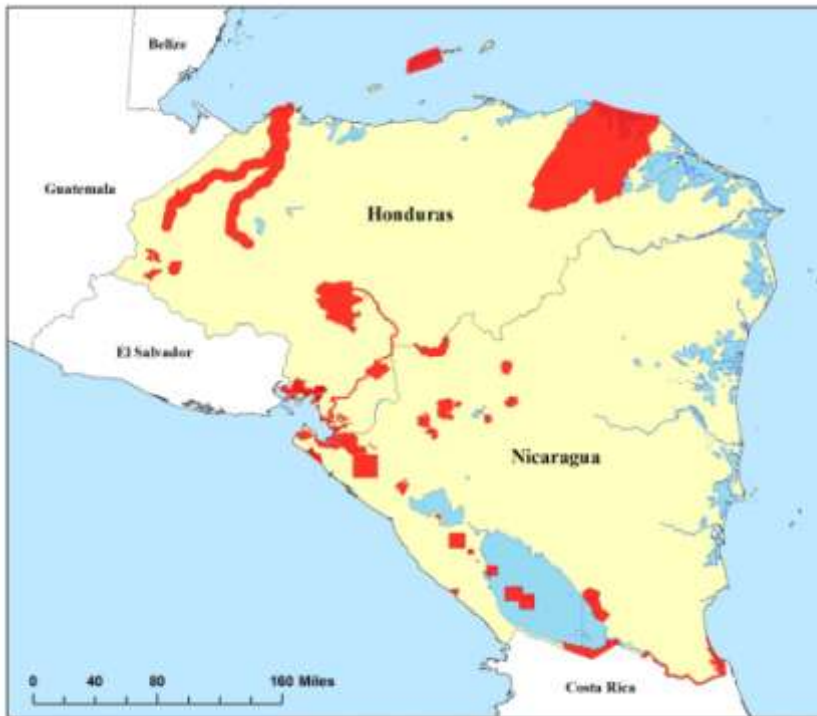 Belize
Guatemala
Honduras
El Salvador
Nicaragua
Costa Rica
0 40 80 160 Miles